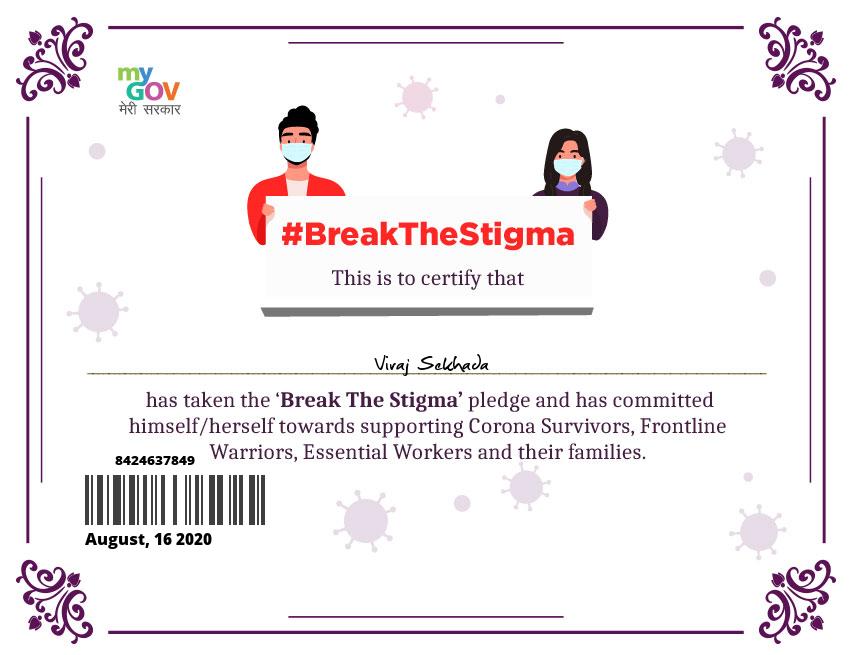 my
GOV
मेरी सरकार
#BreakTheStigma
This is to certify that
Viraj Sekhada
has taken the ‘Break The Stigma’ pledge and has committed
himself/herself towards supporting Corona Survivors, Frontline
Warriors, Essential Workers and their families.
8424637849
August, 16 2020